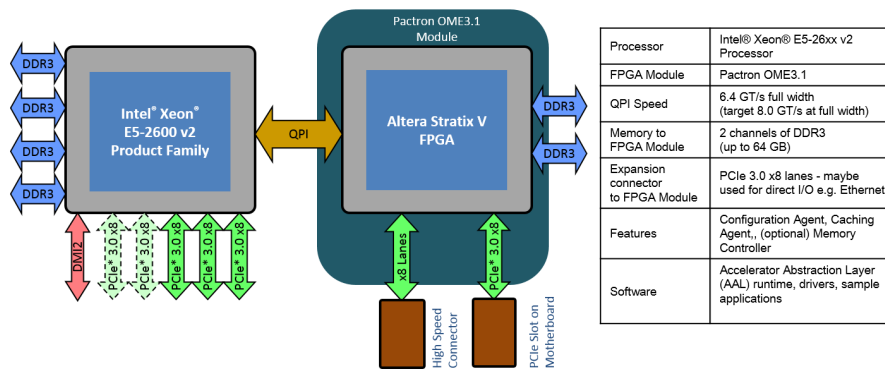 Pactron OME3.1
Module
DDR3
DDR3
DDR3
DDR3
Intel® Xeon®
E5-2600 v2
Product Family
QPI
Altera Stratix V
FPGA
DDR3
DDR3
DMI2
PCIe* 3.0 x8
PCIe* 3.0 x8
PCIe* 3.0 x8
PCIe* 3.0 x8
PCIe* 3.0 x8
x8 Lanes
PCIe* 3.0 x8
High Speed
Connector
PCIe Slot on
Motherboard
Processor
Intel® Xeon® E5-26xx v2
Processor
FPGA Module
Pactron OME3.1
QPI Speed
6.4 GT/s full width
(target 8.0 GT/s at full width)
Memory to
FPGA Module
2 channels of DDR3
(up to 64 GB)
Expansion
connector
to FPGA Module
PCIe 3.0 x8 lanes - maybe
used for direct I/O e.g. Ethernet
Features
Configuration Agent, Caching
Agent,, (optional) Memory
Controller
Software
Accelerator Abstraction Layer
(AAL) runtime, drivers, sample
applications